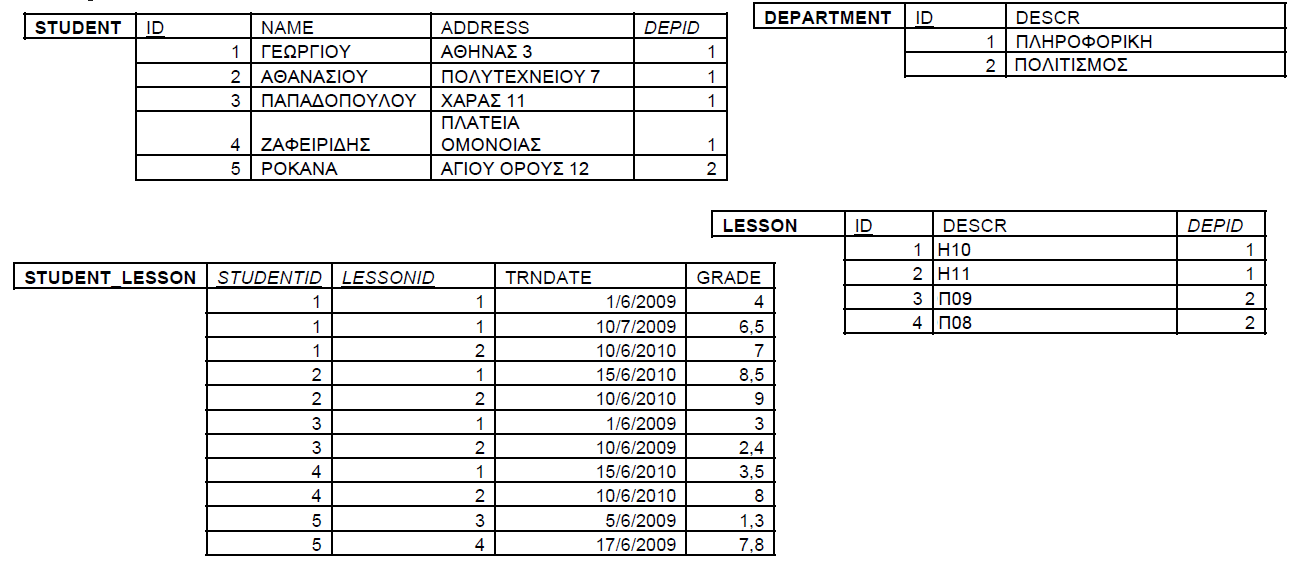 STUDENT ID NAME ADDRESS DEPID
1 ΓΕΩΡΓΙΟΥ ΑΘΗΝΑΣ 3 1
2 ΑΘΑΝΑΣΙΟΥ ΠΟΛΥΤΕΧΝΕΙΟΥ 7 1
3 ΠΑΠΑΔΟΠΟΥΛΟΥ ΧΑΡΑΣ 11 1
ΠΛΑΤΕΙΑ
4 ΖΑΦΕΙΡΙΔΗΣ ΟΜΟΝΟΙΑΣ 1
5 ΡΟΚΑΝΑ ΑΓΙΟΥ ΟΡΟΥΣ 12 2
DEPARTMENT ID DESCR
1 ΠΛΗΡΟΦΟΡΙΚΗ
2 ΠΟΛΙΤΙΣΜΟΣ
LESSON ID DESCR DEPID
1 Η10 1
2 Η11 1
3 Π09 2
4 Π08 2
STUDENT_LESSON STUDENTID LESSONID TRNDATE GRADE
1 1 1/6/2009 4
1 1 10/7/2009 6,5
1 2 10/6/2010 7
2 1 15/6/2010 8,5
2 2 10/6/2010 9
3 1 1/6/2009 3
3 2 10/6/2009 2,4
4 1 15/6/2010 3,5
4 2 10/6/2010 8
5 3 5/6/2009 1,3
5 4 17/6/2009 7,8